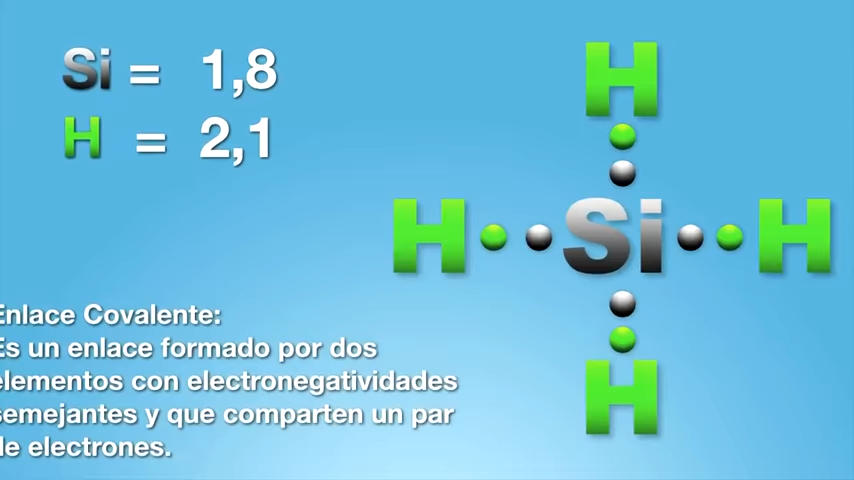 Si = 1,8
H = 2,1
H
H Si H
H
Enlace Covalente:
Es un enlace formado por dos
elementos con electronegatividades
semejantes y que comparten un par
de electrones.